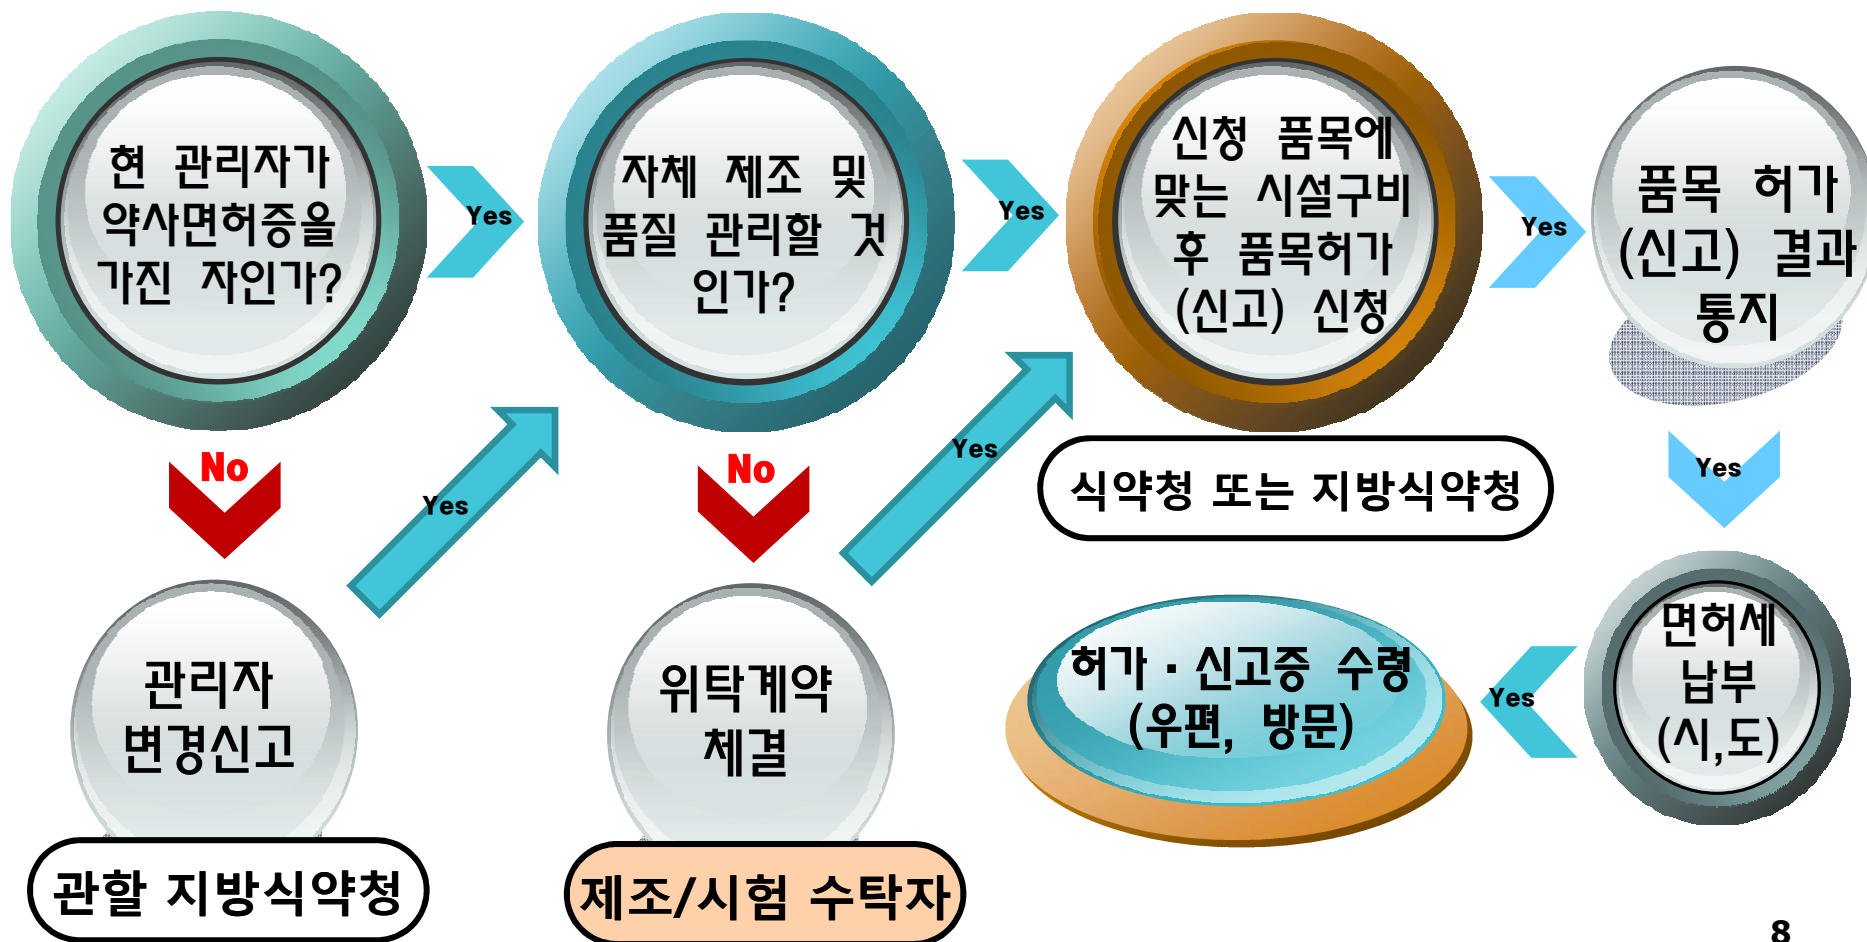 현 관리자가
약사면허증을
가진 자인가?
Yes
자체 제조 및
품질 관리할 것
인가?
Yes
신청 품목에
맞는 시설구비
후 품목허가
(신고) 신청
Yes
품목 허가
(신고) 결과
통지
No
Yes
No
Yes
식약청 또는 지방식약청
Yes
관리자
변경신고
위탁계약
체결
허가 · 신고증 수령
(우편, 방문)
Yes
면허세
납부
(시,도)
관할 지방식약청
제조/시험 수탁자
8